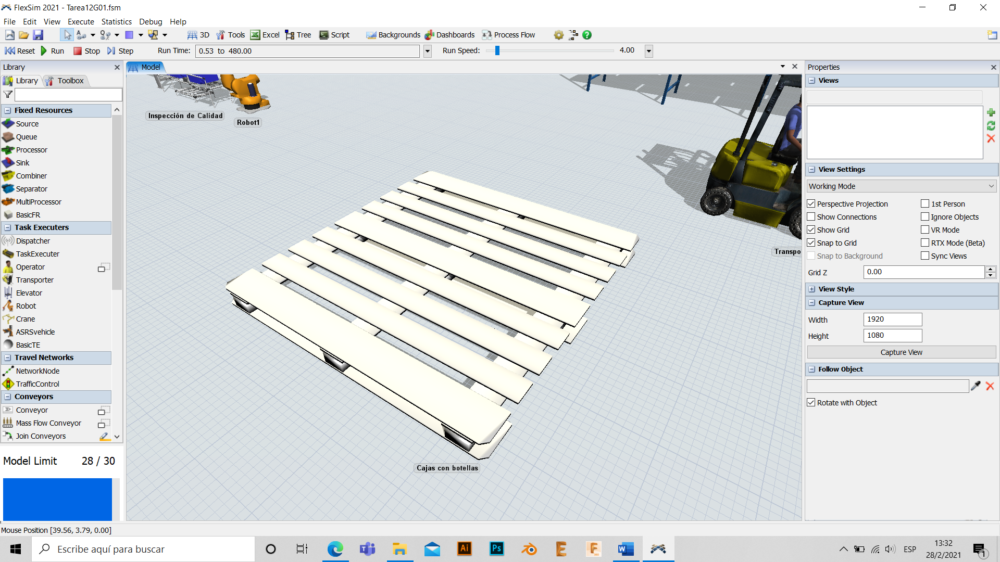 FlexSim 2021 - Tarea12G01.fsm
File Edit View Execute Statistics Debug Help
3D Tools Excel Tree Script Backgrounds Dashboards Process Flow
Reset Run Stop Step Run Time: 0.53 to 480.00 Run Speed: 4.00
Library
Library Toolbox
Fixed Resources
Source
Queue
Processor
Sink
Combiner
Separator
MultiProcessor
BasicFR
Task Executers
Dispatcher
TaskExecuter
Operator
Transporter
Elevator
Robot
Crane
ASRSvehicle
BasicTE
Travel Networks
NetworkNode
TrafficControl
Conveyors
Conveyor
Mass Flow Conveyor
Join Conveyors
Model Limit 28 / 30
Model
Inspección de Calidad
Robot1
Transpo
Cajas con botellas
Properties
Views
View Settings
Working Mode
Perspective Projection 1st Person
Show Connections Ignore Objects
Show Grid VR Mode
Snap to Grid RTX Mode (Beta)
Snap to Background Sync Views
Grid Z 0.00
View Style
Capture View
Width 1920
Height 1080
Capture View
Follow Object
Rotate with Object
Mouse Position [39.56, 3.79, 0.00]
Escribe aquí para buscar
Ai
Ps
ESP
13:32
28/2/2021
1